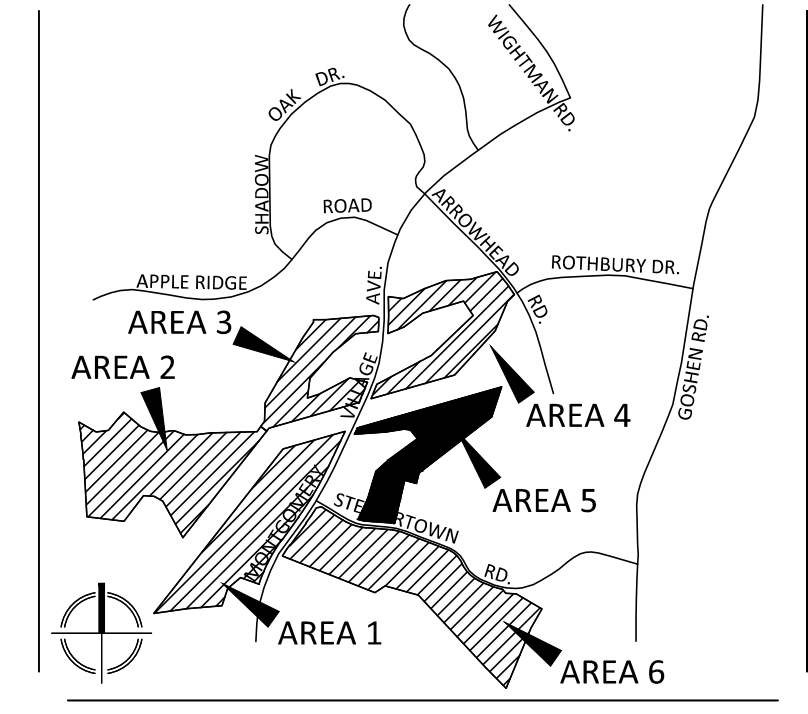 WIGHTMAN RD.
OAK DR.
SHADOW
ROAD
ARROWHEAD
RD.
ROTHBURY DR.
APPLE RIDGE
AVE.
VILLAGE
MONTGOMERY
GOSHEN RD.
AREA 3
AREA 2
AREA 4
AREA 5
RTOWN
RD.
AREA 1
AREA 6